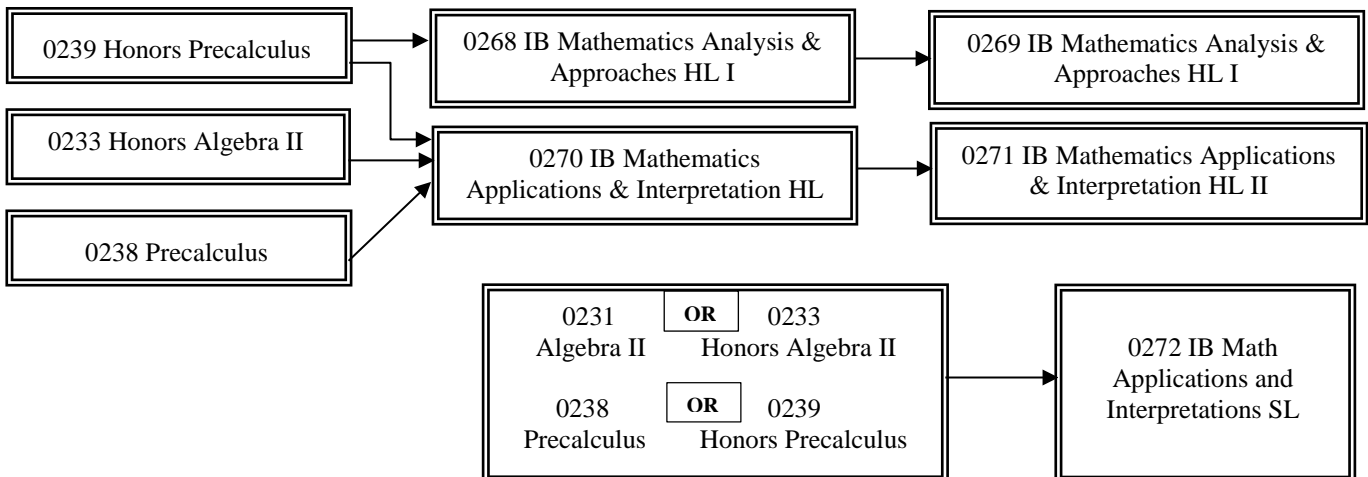 0239 Honors Precalculus
0268 IB Mathematics Analysis &
Approaches HL I
0269 IB Mathematics Analysis &
Approaches HL I
0233 Honors Algebra II
0270 IB Mathematics
Applications & Interpretation HL
0271 IB Mathematics Applications
& Interpretation HL II
0238 Precalculus
0231 OR 0233
Algebra II Honors Algebra II
0238 OR 0239
Precalculus Honors Precalculus
0272 IB Math
Applications and
Interpretations SL